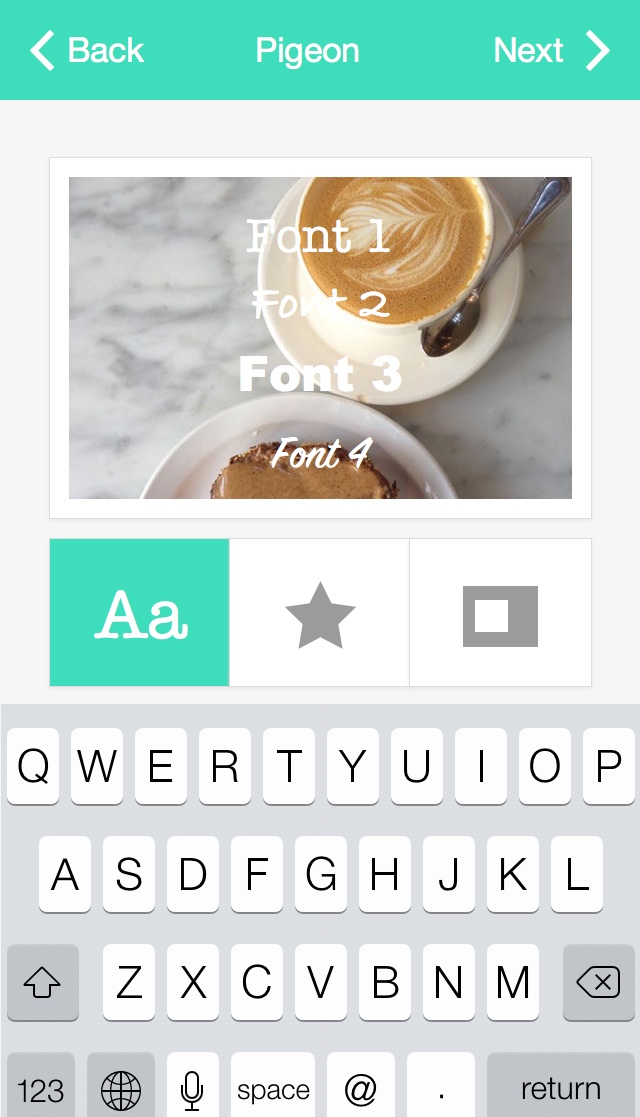 Back Pigeon Next
Font 1
Font 2
Font 3
Font 4
Aa
Q W E R T Y U I O P
A S D F G H J K L
Z X C V B N M
123 space @ . return